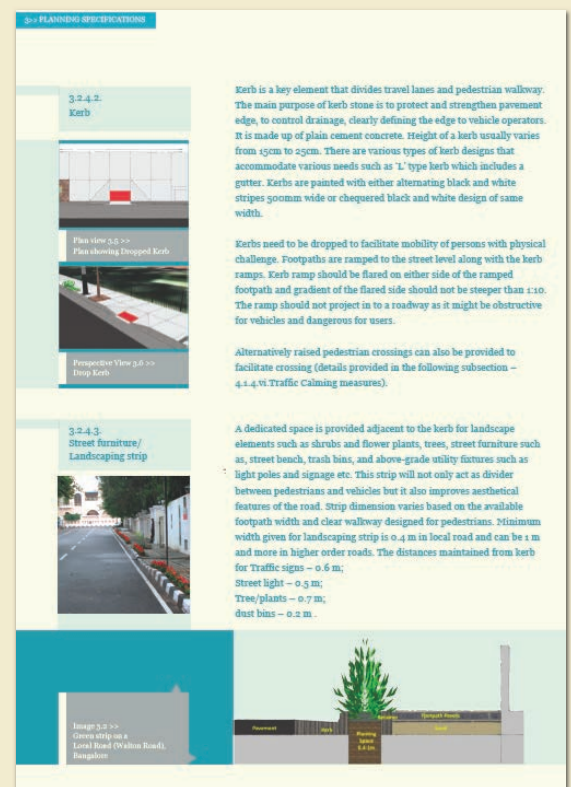 3>> PLANNING SPECIFICATIONS
3.2.4.2.
Kerb
Kerb is a key element that divides travel lanes and pedestrian walkway.
The main purpose of kerb stone is to protect and strengthen pavement
edge, to control drainage, clearly defining the edge to vehicle operators.
It is made up of plain cement concrete. Height of a kerb usually varies
from 15cm to 25cm. There are various types of kerb designs that
accommodate various needs such as 'L' type kerb which includes a
gutter. Kerbs are painted with either alternating black and white
stripes 500mm wide or chequered black and white design of same
width.
Plan view 3.5 >>
Plan showing Dropped Kerb
Kerbs need to be dropped to facilitate mobility of persons with physical
challenge. Footpaths are ramped to the street level along with the kerb
ramps. Kerb ramp should be flared on either side of the ramped
footpath and gradient of the flared side should not be steeper than 1:10.
The ramp should not project in to a roadway as it might be obstructive
for vehicles and dangerous for users.
Perspective View 3.6 >>
Drop Kerb
Alternatively raised pedestrian crossings can also be provided to
facilitate crossing (details provided in the following subsection –
4.1.4.vi.Traffic Calming measures).
3.2.4.3.
Street furniture/
Landscaping strip
A dedicated space is provided adjacent to the kerb for landscape
elements such as shrubs and flower plants, trees, street furniture such
as, street bench, trash bins, and above-grade utility fixtures such as
light poles and signage etc. This strip will not only act as divider
between pedestrians and vehicles but it also improves aesthetical
features of the road. Strip dimension varies based on the available
footpath width and clear walkway designed for pedestrians. Minimum
width given for landscaping strip is 0.4 m in local road and can be 1 m
and more in higher order roads. The distances maintained from kerb
for Traffic signs – 0.6 m;
Street light – 0.5 m;
Tree/plants – 0.7 m;
dust bins – 0.2 m .
Image 3.2 >>
Green strip on a
Local Road (Walton Road),
Bangalore
Pavement
Kerb
Planting
Space
Footpath